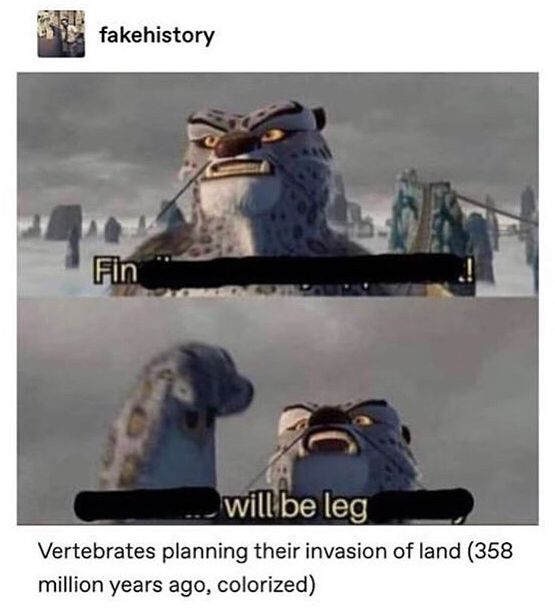 fakehistory
Fin !
will be leg
Vertebrates planning their invasion of land (358
million years ago, colorized)